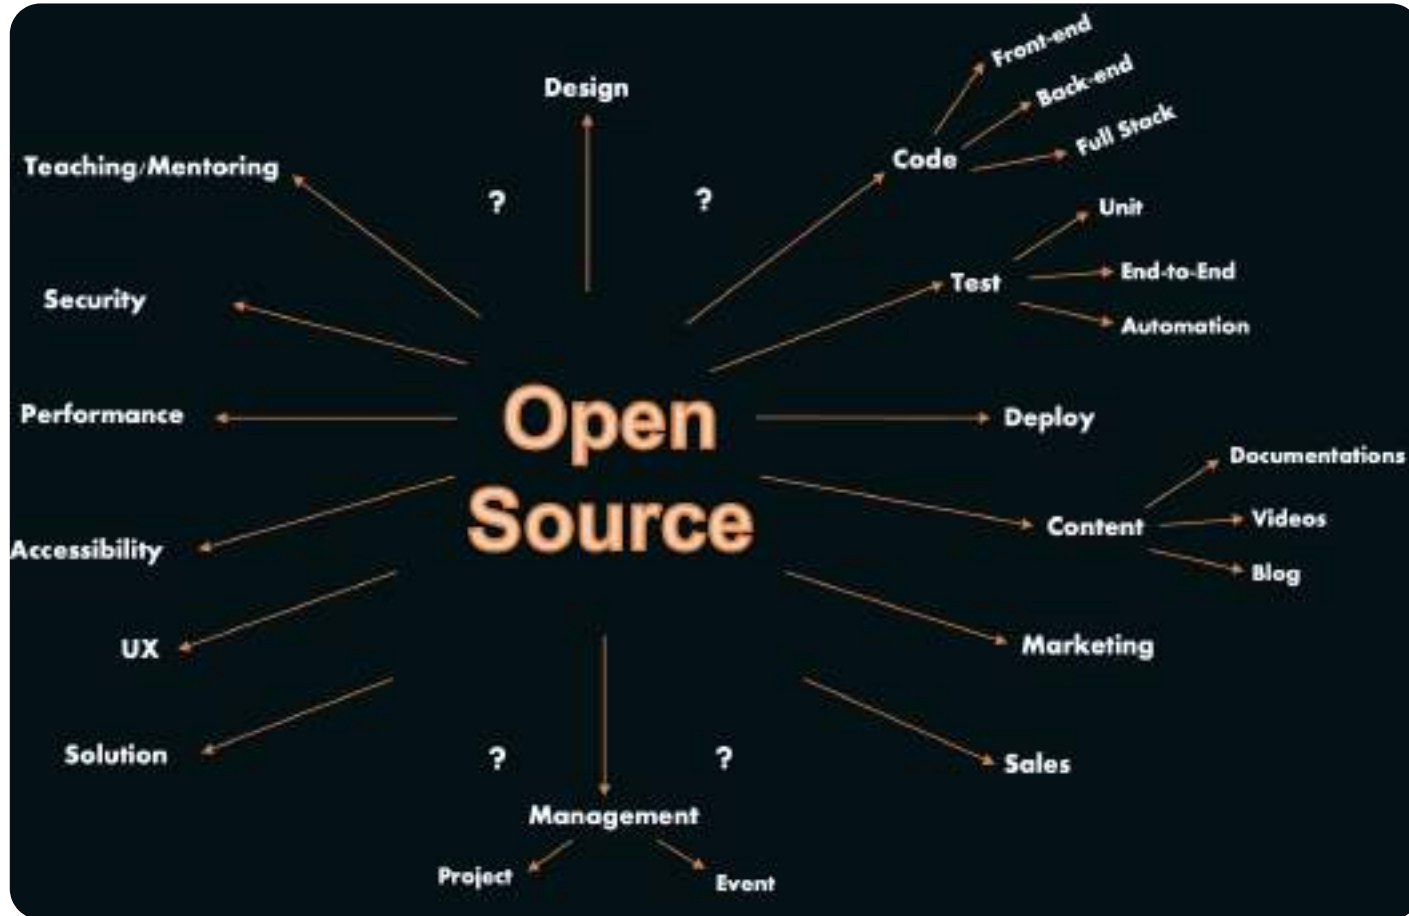 Front-end
Back-end
Full Stack
Code
Design
Teaching/Mentoring
?
?
Unit
Test
End-to-End
Automation
Security
Open
Source
Performance
Deploy
Documentations
Content
Videos
Blog
Accessibility
UX
Marketing
Solution
?
?
Sales
Management
Project
Event